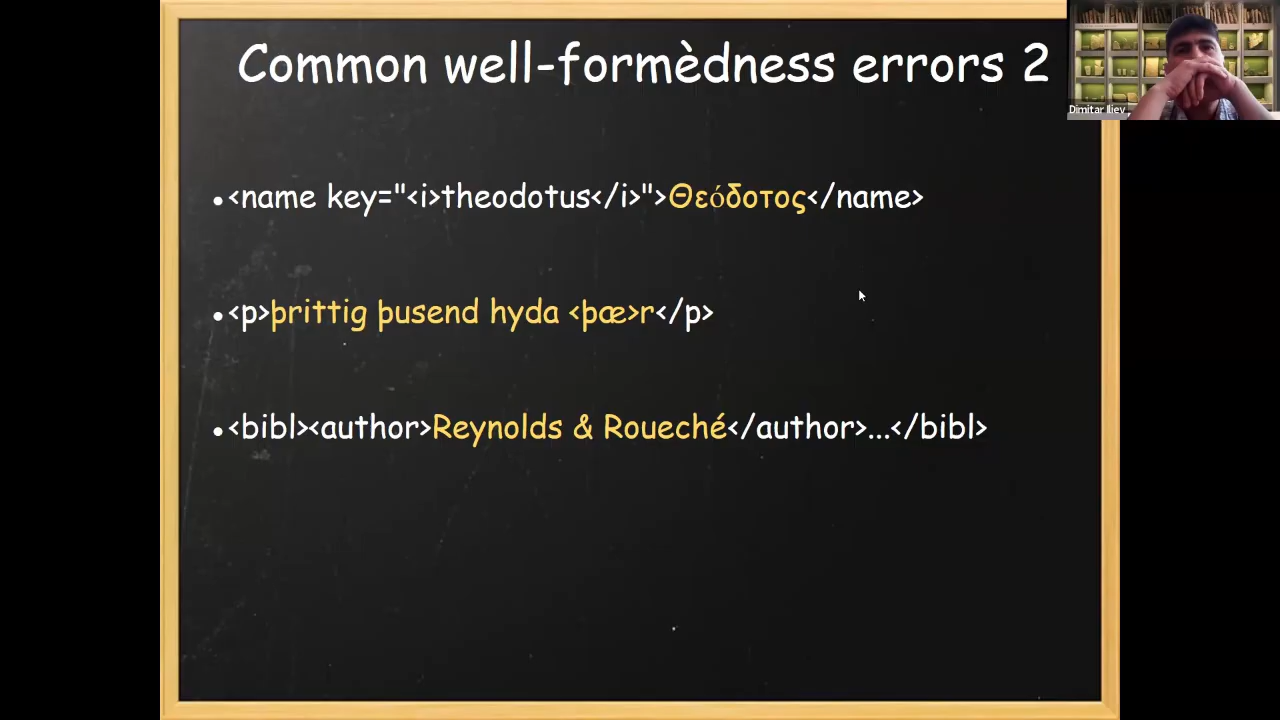 Common well-formèdness errors 2
Dimitar Iliev
•<name key="<i>theodotus</i>">Θεόδοτος</name>
•<p>þrittig þusend hyda <þæ>r</p>
•<bibl><author>Reynolds & Roueché</author>...</bibl>